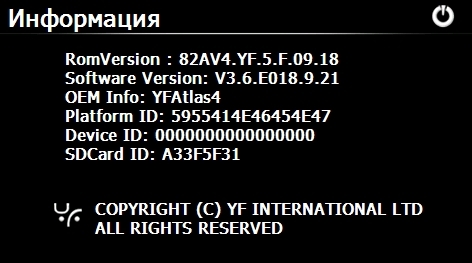 Информация
RomVersion : 82AV4.YF.5.F.09.18
Software Version: V3.6.E018.9.21
OEM Info: YFAtlas4
Platform ID: 5955414E46454E47
Device ID: 0000000000000000
SDCard ID: A33F5F31
COPYRIGHT (C) YF INTERNATIONAL LTD
ALL RIGHTS RESERVED